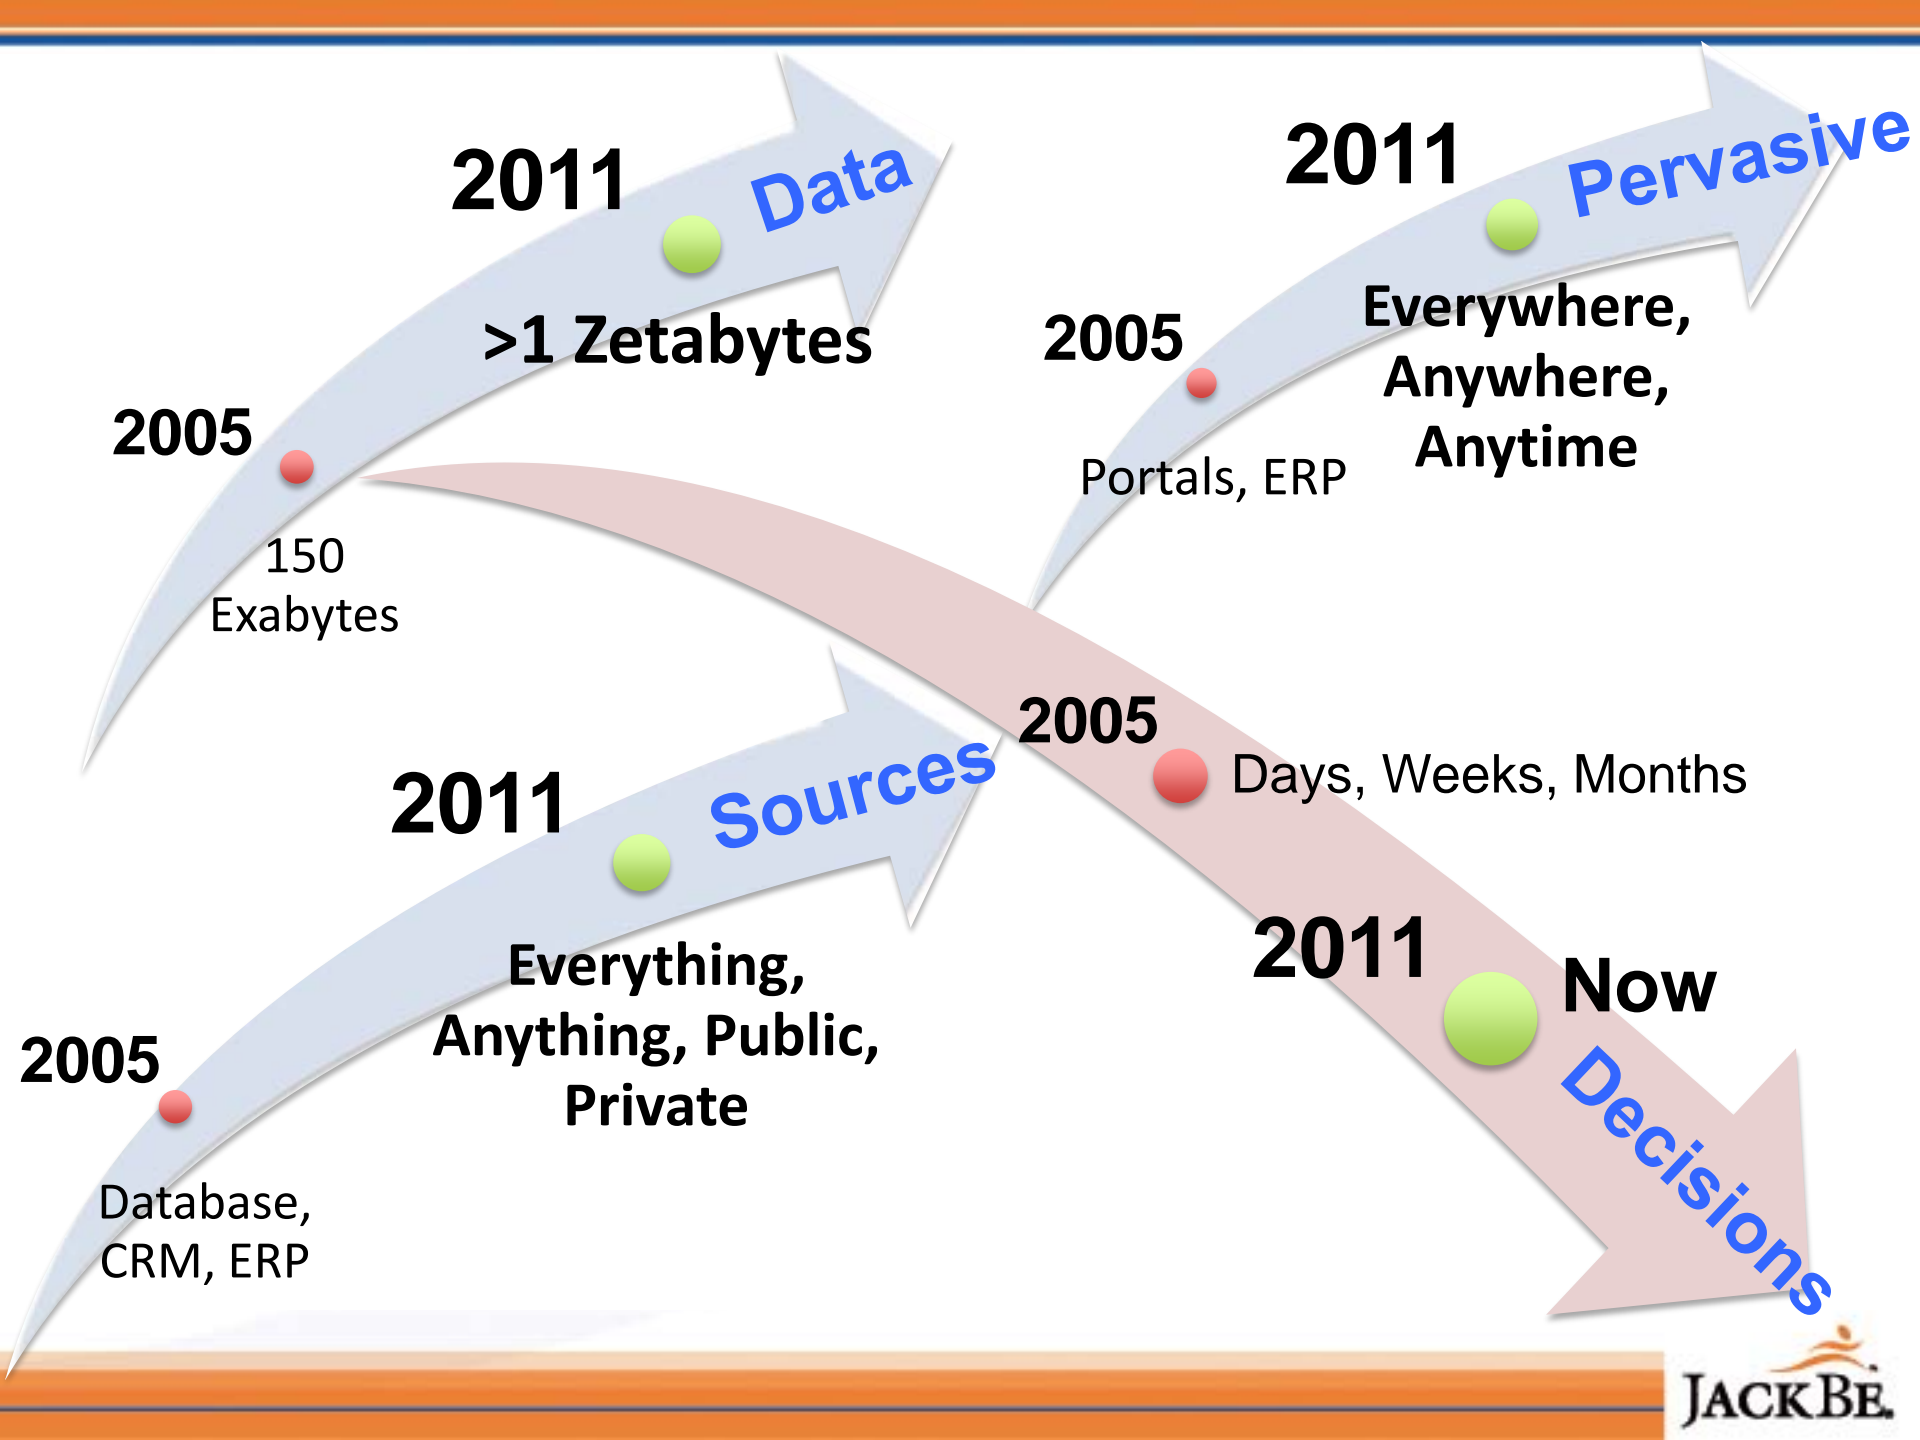 2011
Data
>1 Zetabytes
2005
150
Exabytes
2011
Pervasive
Everywhere,
Anywhere,
Anytime
2005
Portals, ERP
2011
Sources
Everything,
Anything, Public,
Private
2005
Database,
CRM, ERP
2005
Days, Weeks, Months
2011
Now
Decisions
JACKBE.